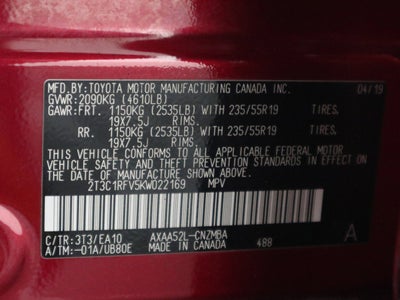 MFD.BY:TOYOTA MOTOR MANUFACTURING CANADA INC. 04/19
GVWR:2090KG (4610LB)
GAWR:FRT. 1150KG (2535LB) WITH 235/55R19 TIRES.
19X7.5J RIMS.
RR. 1150KG (2535LB) WITH 235/55R19 TIRES.
19X7.5J RIMS
THIS VEHICLE CONFORMS TO ALL APPLICABLE FEDERAL MOTOR
VEHICLE SAFETY AND THEFT PREVENTION STANDARDS IN EFFECT ON
THE DATE OF MANUFACTURE SHOWN ABOVE.
2T3C1RFV5KW022169 MPV
C/TR:3T3/EA10 AXAA52L-CNZMBA A
A/TM:-01A/UB80E MADE IN CANADA 488